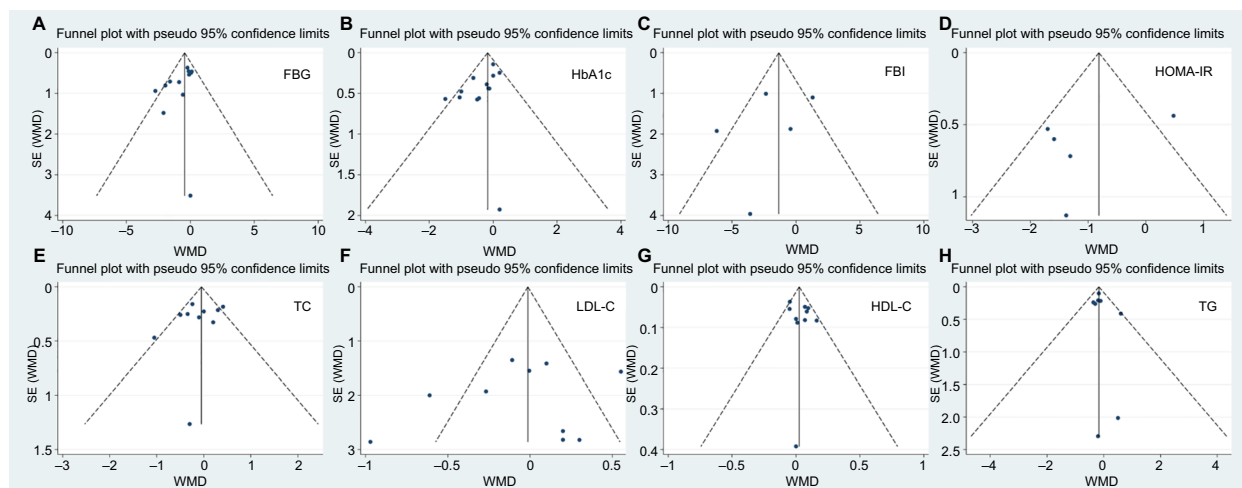 A
Funnel plot with pseudo 95% confidence limits
FBG
SE (WMD)
0
1
2
3
4
−10
−5
0
5
10
WMD
B
Funnel plot with pseudo 95% confidence limits
HbA1c
SE (WMD)
0
0.5
1
1.5
2
−4
−2
0
2
4
WMD
C
Funnel plot with pseudo 95% confidence limits
FBI
SE (WMD)
0
1
2
3
4
−10
−5
0
5
WMD
D
Funnel plot with pseudo 95% confidence limits
HOMA-IR
SE (WMD)
0
0.5
1
−3
−2
−1
0
1
WMD
E
Funnel plot with pseudo 95% confidence limits
TC
SE (WMD)
0
0.5
1
1.5
−3
−2
−1
0
1
2
WMD
F
Funnel plot with pseudo 95% confidence limits
LDL-C
SE (WMD)
0
1
2
3
−1
−0.5
0
0.5
WMD
G
Funnel plot with pseudo 95% confidence limits
HDL-C
SE (WMD)
0
0.1
0.2
0.3
0.4
−1
−0.5
0
0.5
1
WMD
H
Funnel plot with pseudo 95% confidence limits
TG
SE (WMD)
0
0.5
1.0
1.5
2.0
2.5
−4
−2
0
2
4
WMD